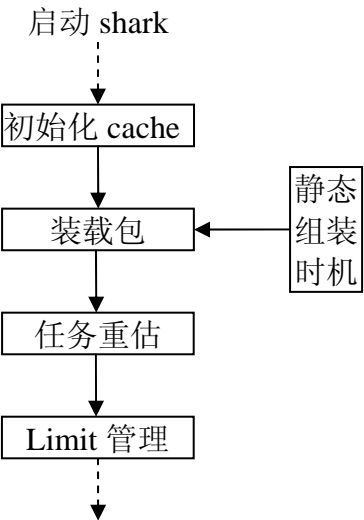 启动 shark
初始化 cache
装载包
静态
组装
时机
任务重估
Limit 管理